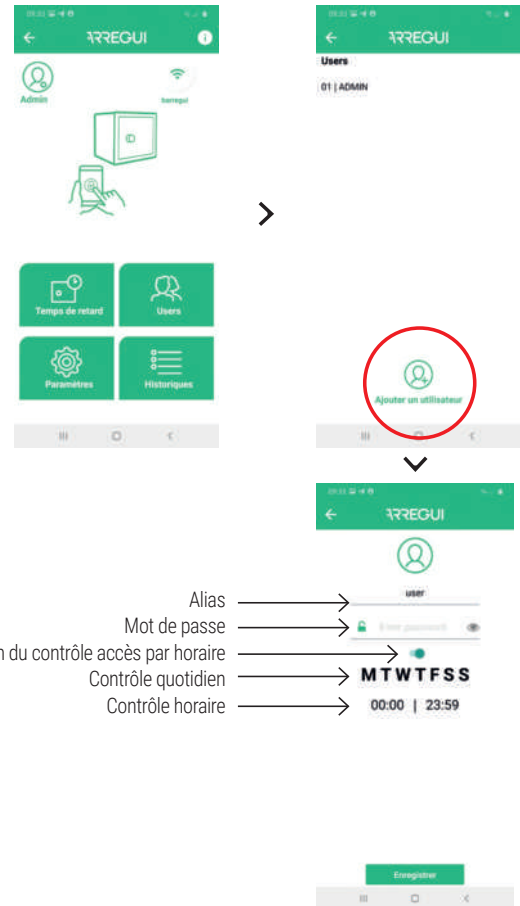 ARREGUI
Admin
barregui
Temps de retard
Users
Paramètres
Historiques
ARREGUI
Users
01 | ADMIN
Ajouter un utilisateur
ARREGUI
user
Enter password
M T W T F S S
00:00 | 23:59
Enregistrer
Alias
Mot de passe
n du contrôle accès par horaire
Contrôle quotidien
Contrôle horaire